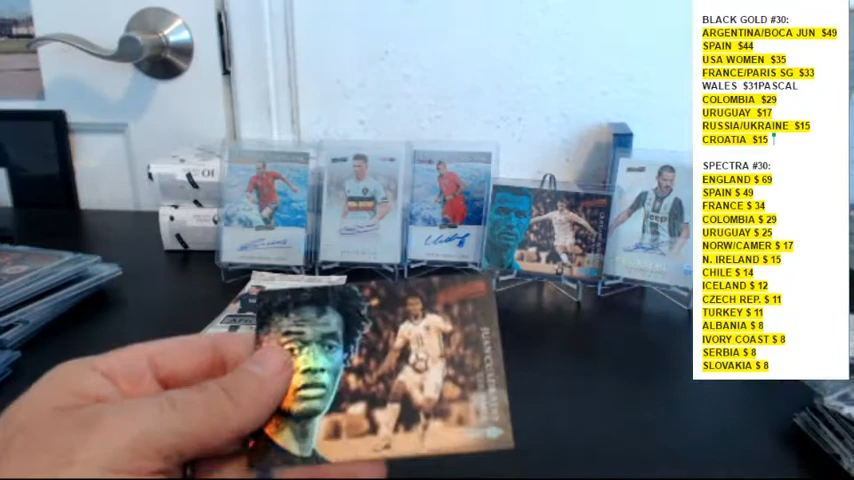 BLACK GOLD #30:
ARGENTINA/BOCA JUN $49
SPAIN $44
USA WOMEN $35
FRANCE/PARIS SG $33
WALES $31PASCAL
COLOMBIA $29
URUGUAY $17
RUSSIA/UKRAINE $15
CROATIA $15
SPECTRA #30:
ENGLAND $ 69
SPAIN $ 49
FRANCE $ 34
COLOMBIA $ 29
URUGUAY $ 25
NORW/CAMER $ 17
N. IRELAND $ 15
CHILE $ 14
ICELAND $ 12
CZECH REP. $ 11
TURKEY $ 11
ALBANIA $ 8
IVORY COAST $ 8
SERBIA $ 8
SLOVAKIA $ 8